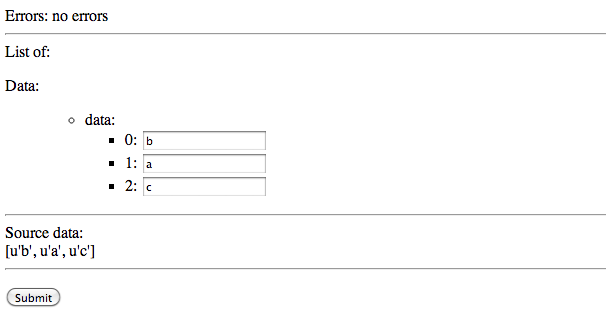 Errors: no errors
List of:
Data:
data:
0: b
1: a
2: c
Source data:
[u'b', u'a', u'c']
Submit